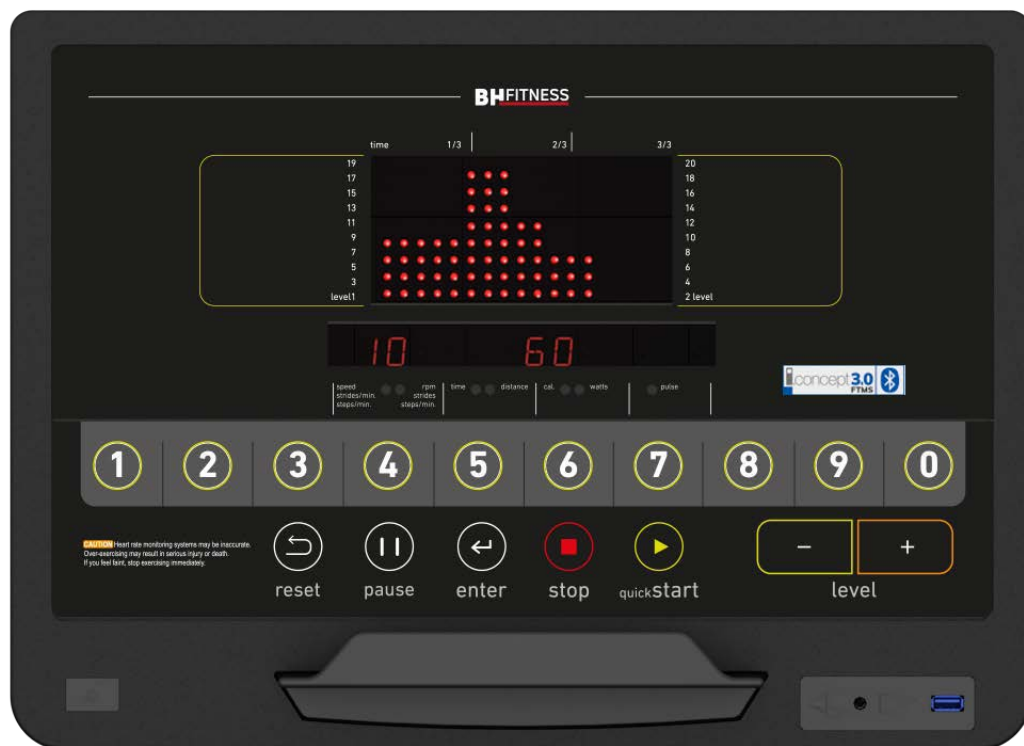 BHFITNESS
time 1/3 2/3 3/3
19 20
17 18
15 16
13 14
11 12
9 10
7 8
5 6
3 4
level1 2 level
10 60
speed rpm time distance cal. watts pulse
strides/min. strides
steps/min. steps/min.
i.concept3.0
FTMS
1 2 3 4 5 6 7 8 9 0
CAUTION Heart rate monitoring systems may be inaccurate.
Over-exercising may result in serious injury or death.
If you feel faint, stop exercising immediately.
reset pause enter stop quickstart level